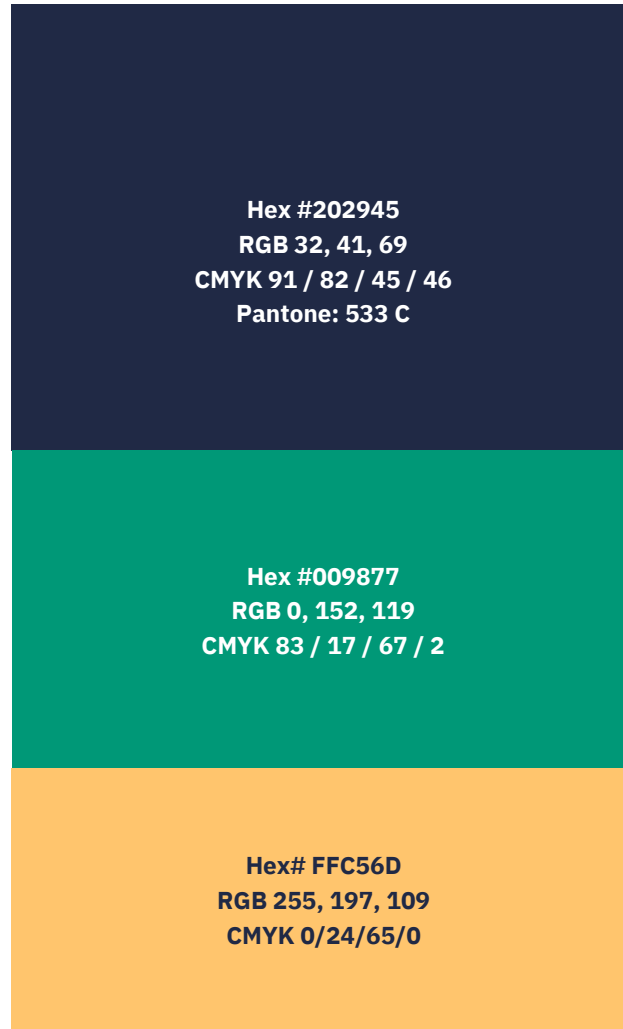 Hex #202945
RGB 32, 41, 69
CMYK 91 / 82 / 45 / 46
Pantone: 533 C
Hex #009877
RGB 0, 152, 119
CMYK 83 / 17 / 67 / 2
Hex# FFC56D
RGB 255, 197, 109
CMYK 0/24/65/0